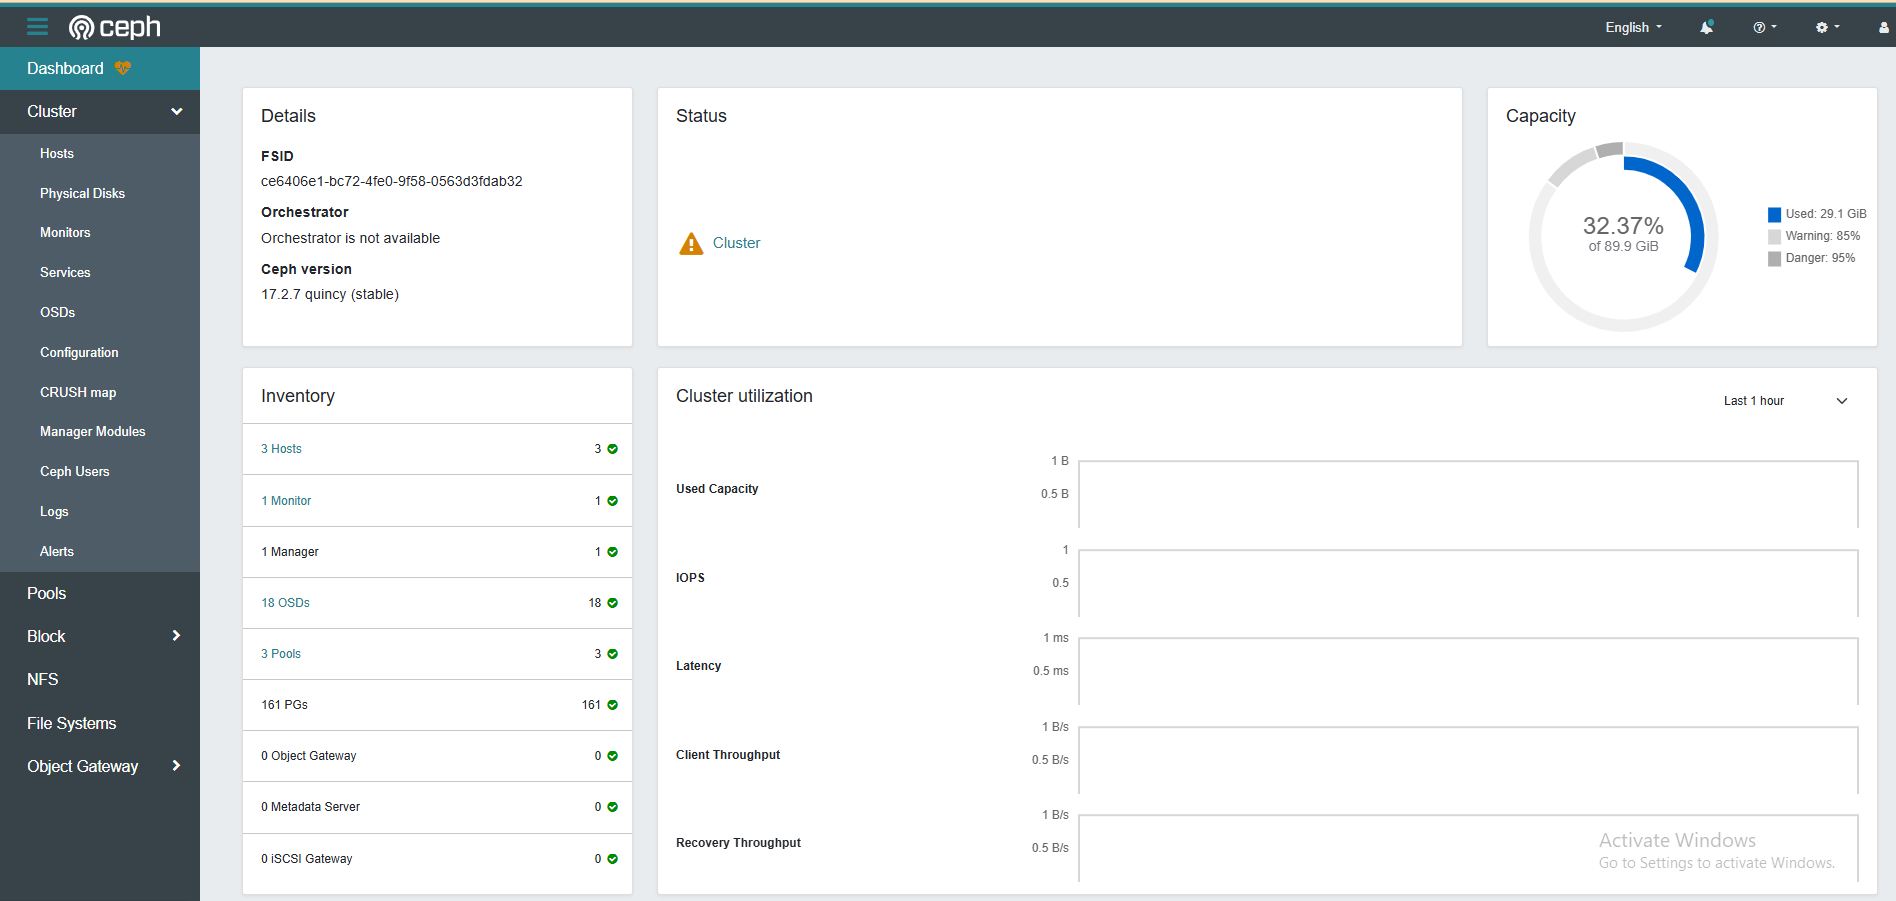 ceph
English
Dashboard
Cluster
Hosts
Physical Disks
Monitors
Services
OSDs
Configuration
CRUSH map
Manager Modules
Ceph Users
Logs
Alerts
Pools
Block
NFS
File Systems
Object Gateway
Details
FSID
ce6406e1-bc72-4fe0-9f58-0563d3fdab32
Orchestrator
Orchestrator is not available
Ceph version
17.2.7 quincy (stable)
Status
Cluster
Capacity
32.37%
of 89.9 GiB
Used: 29.1 GiB
Warning: 85%
Danger: 95%
Inventory
3 Hosts 3
1 Monitor 1
1 Manager 1
18 OSDs 18
3 Pools 3
161 PGs 161
0 Object Gateway 0
0 Metadata Server 0
0 iSCSI Gateway 0
Cluster utilization
Last 1 hour
Used Capacity
1 B
0.5 B
IOPS
1
0.5
Latency
1 ms
0.5 ms
Client Throughput
1 B/s
0.5 B/s
Recovery Throughput
1 B/s
0.5 B/s
Activate Windows
Go to Settings to activate Windows.